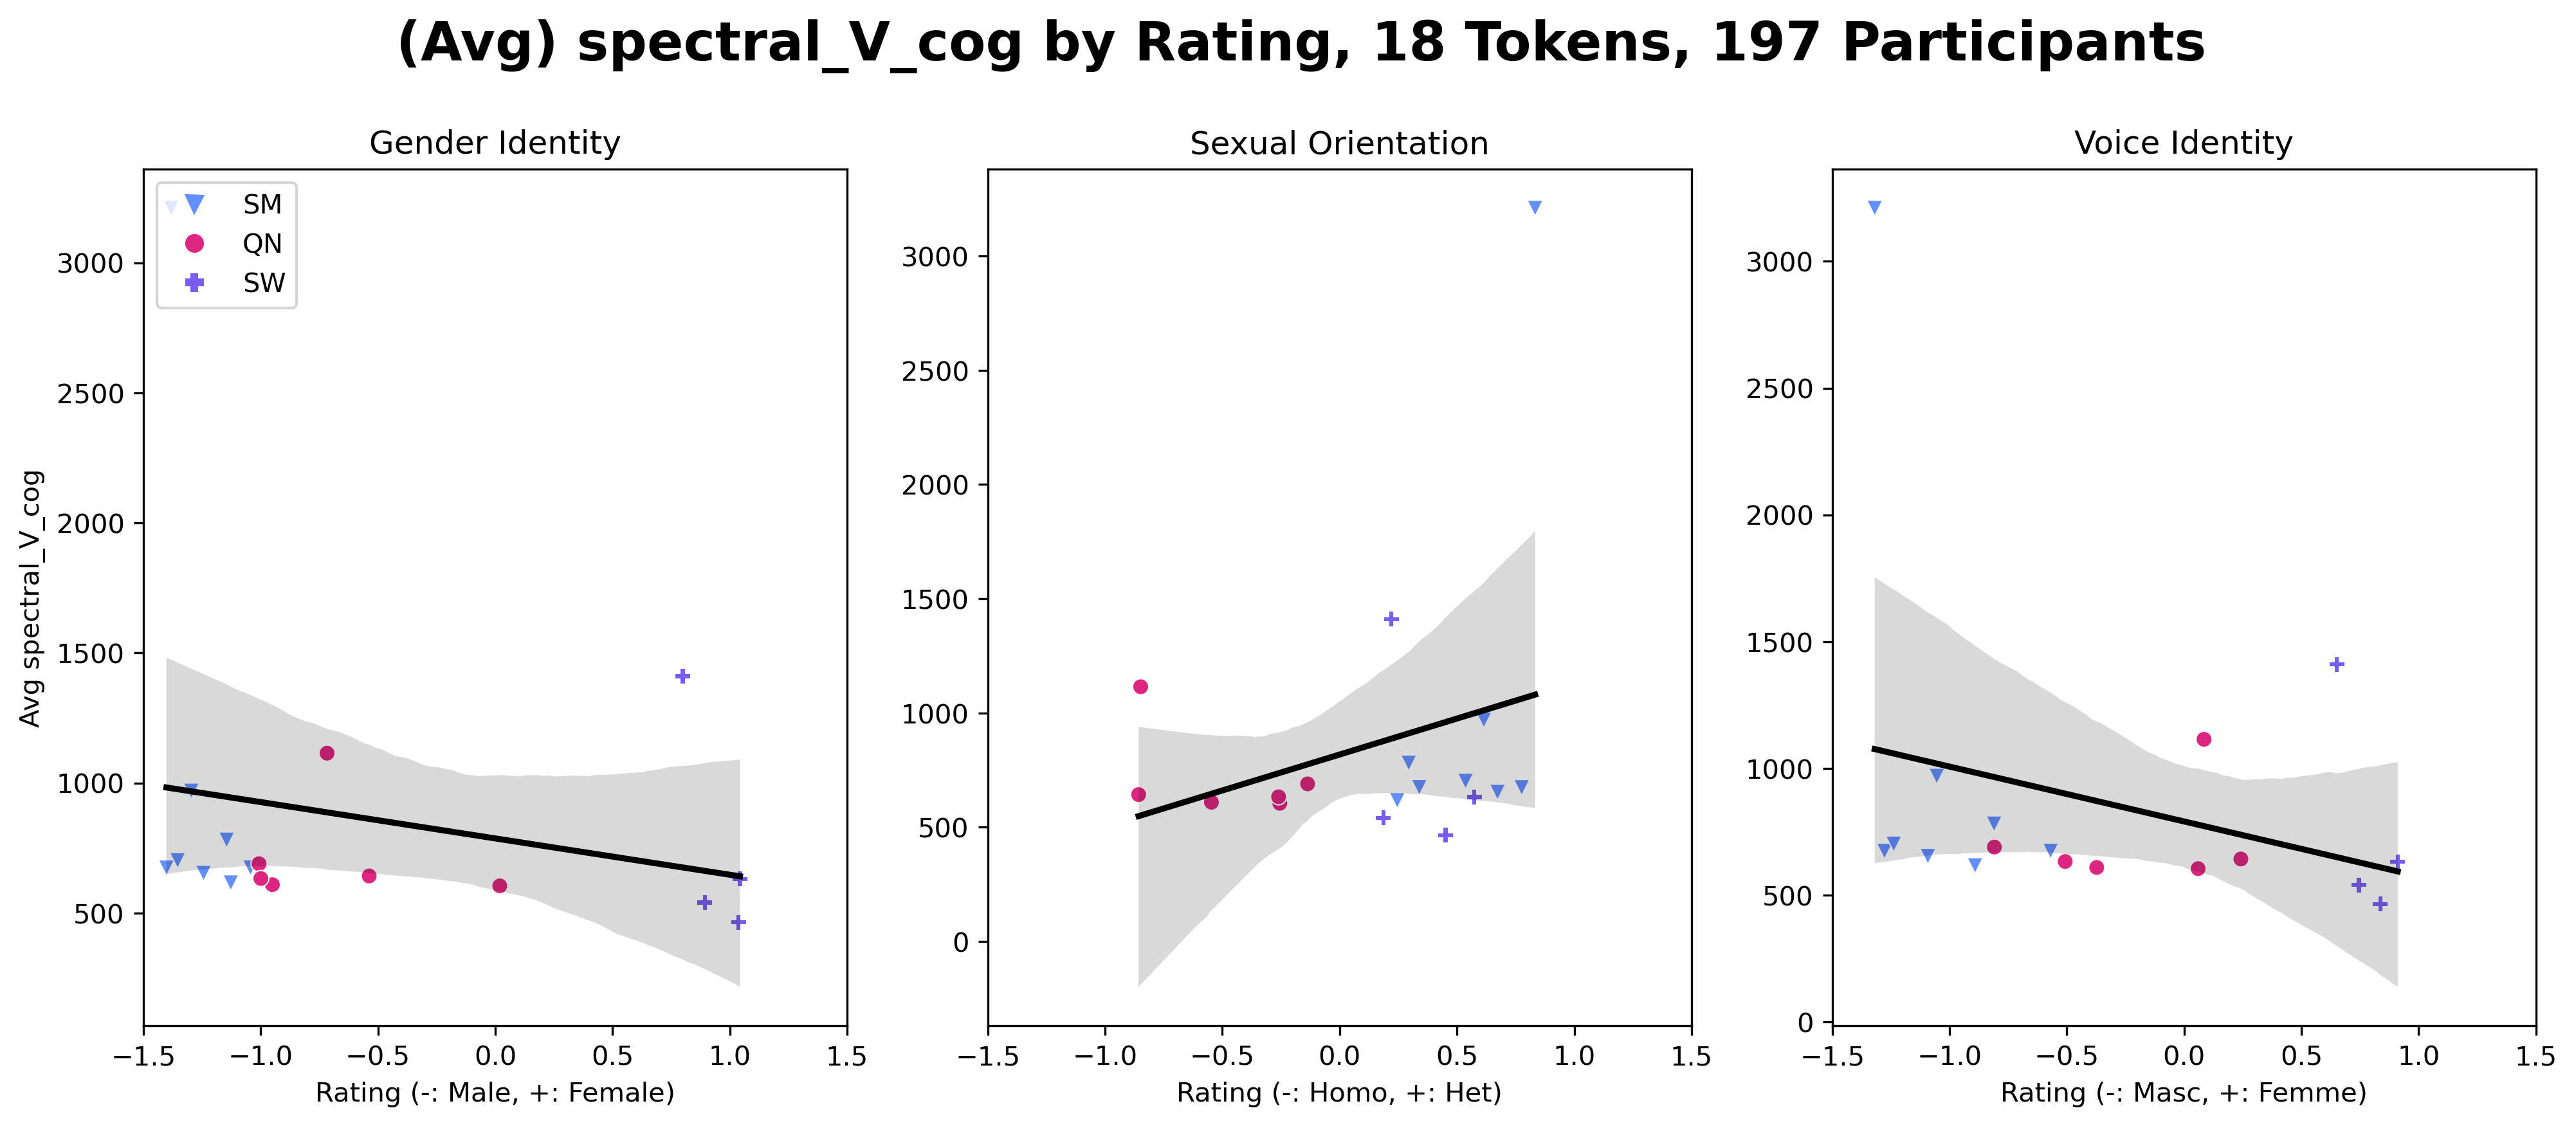 (Avg) spectral_V_cog by Rating, 18 Tokens, 197 Participants
Gender Identity
SM
QN
SW
Avg spectral_V_cog
3000
2500
2000
1500
1000
500
−1.5 −1.0 −0.5 0.0 0.5 1.0 1.5
Rating (-: Male, +: Female)
Sexual Orientation
3000
2500
2000
1500
1000
500
0
−1.5 −1.0 −0.5 0.0 0.5 1.0 1.5
Rating (-: Homo, +: Het)
Voice Identity
3000
2500
2000
1500
1000
500
0
−1.5 −1.0 −0.5 0.0 0.5 1.0 1.5
Rating (-: Masc, +: Femme)